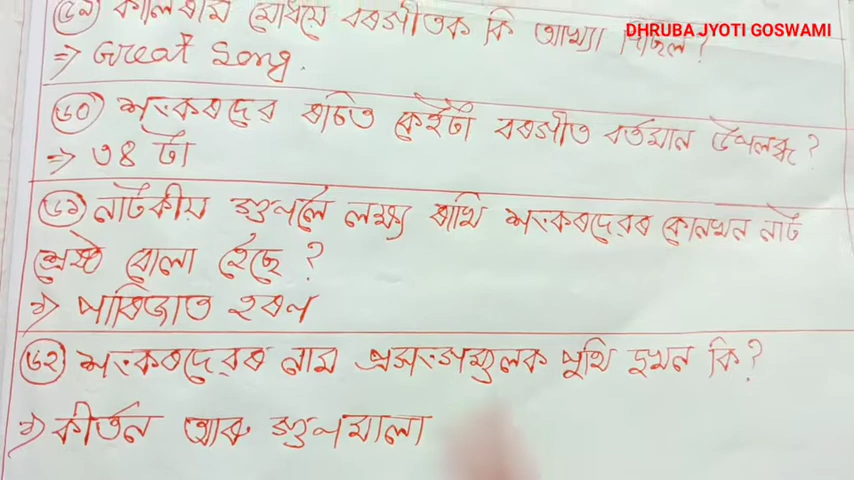 (৫৯) কালিৰাম মেধিয়ে বৰগীতক কি আখ্যা দিছিল?
DHRUBA JYOTI GOSWAMI
⇒ Great Song.
(৬০) শংকৰদেৱ ৰচিত কেইটা বৰগীত বৰ্তমান উপলব্ধ?
⇒ ৩৪ টা
(৬১) নাটকীয় গুণলৈ লক্ষ্য ৰাখি শংকৰদেৱৰ কোনখন নাট
শ্ৰেষ্ঠ বোলা হৈছে?
⇒ পাৰিজাত হৰণ
(৬২) শংকৰদেৱৰ নাম প্ৰসংগমূলক পুথি দুখন কি?
⇒ কীৰ্তন আৰু গুণমালা